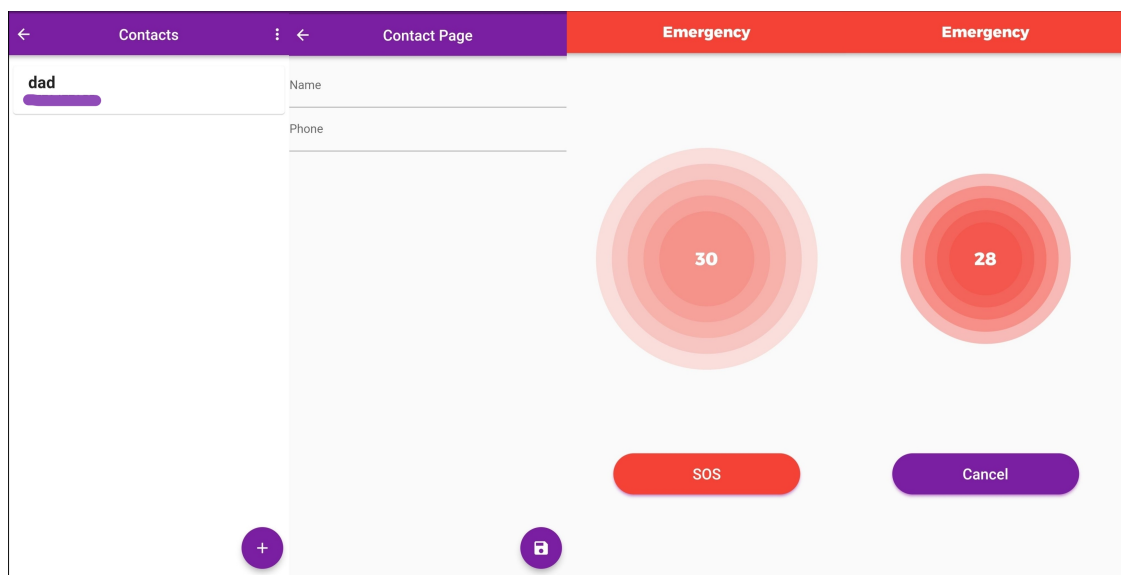 Contacts
dad
Contact Page
Name
Phone
Emergency
30
SOS
Emergency
28
Cancel